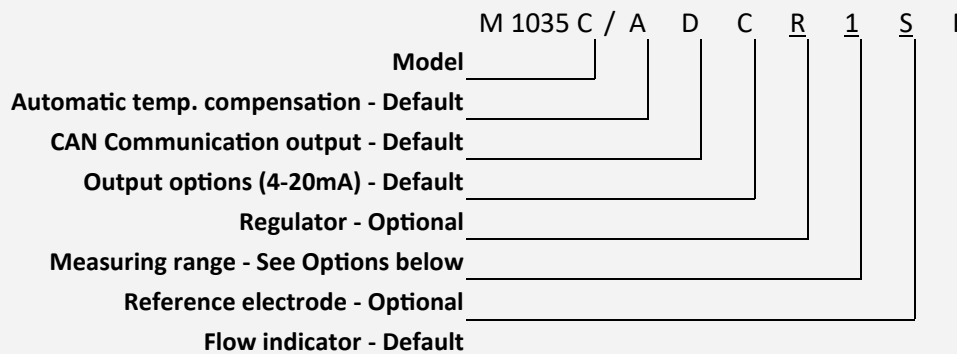 M 1035 C / A D C R 1 S
Model
Automatic temp. compensation - Default
CAN Communication output - Default
Output options (4-20mA) - Default
Regulator - Optional
Measuring range - See Options below
Reference electrode - Optional
Flow indicator - Default